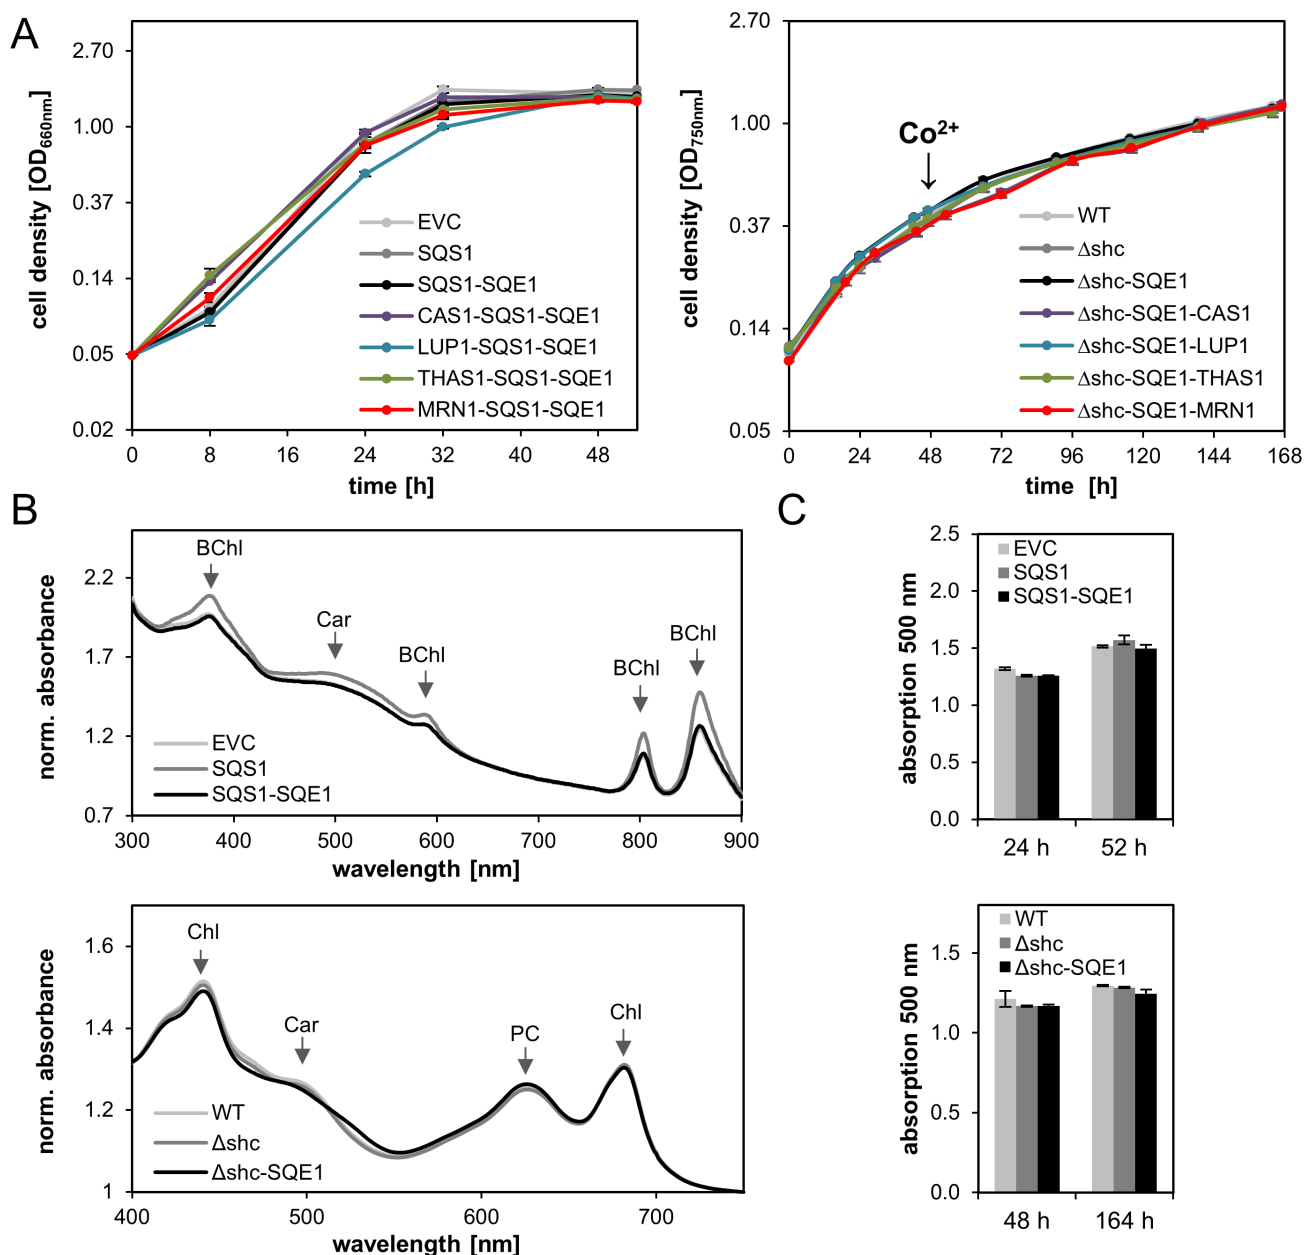 A
cell density [OD660nm]
2.70
1.00
0.37
0.14
0.05
0.02
0 8 16 24 32 40 48
time [h]
EVC
SQS1
SQS1-SQE1
CAS1-SQS1-SQE1
LUP1-SQS1-SQE1
THAS1-SQS1-SQE1
MRN1-SQS1-SQE1
cell density [OD750nm]
2.70
1.00
0.37
0.14
0.05
Co2+
0 24 48 72 96 120 144 168
time [h]
WT
Δshc
Δshc-SQE1
Δshc-SQE1-CAS1
Δshc-SQE1-LUP1
Δshc-SQE1-THAS1
Δshc-SQE1-MRN1
B
norm. absorbance
2.2
1.7
1.2
0.7
BChl
Car
BChl
BChl
BChl
EVC
SQS1
SQS1-SQE1
300 400 500 600 700 800 900
wavelength [nm]
norm. absorbance
1.6
1.4
1.2
1
Chl
Car
PC
Chl
WT
Δshc
Δshc-SQE1
400 500 600 700
wavelength [nm]
C
absorption 500 nm
2.5
2.0
1.5
1.0
0.5
0.0
EVC
SQS1
SQS1-SQE1
24 h 52 h
absorption 500 nm
1.5
1.0
0.5
0.0
WT
Δshc
Δshc-SQE1
48 h 164 h